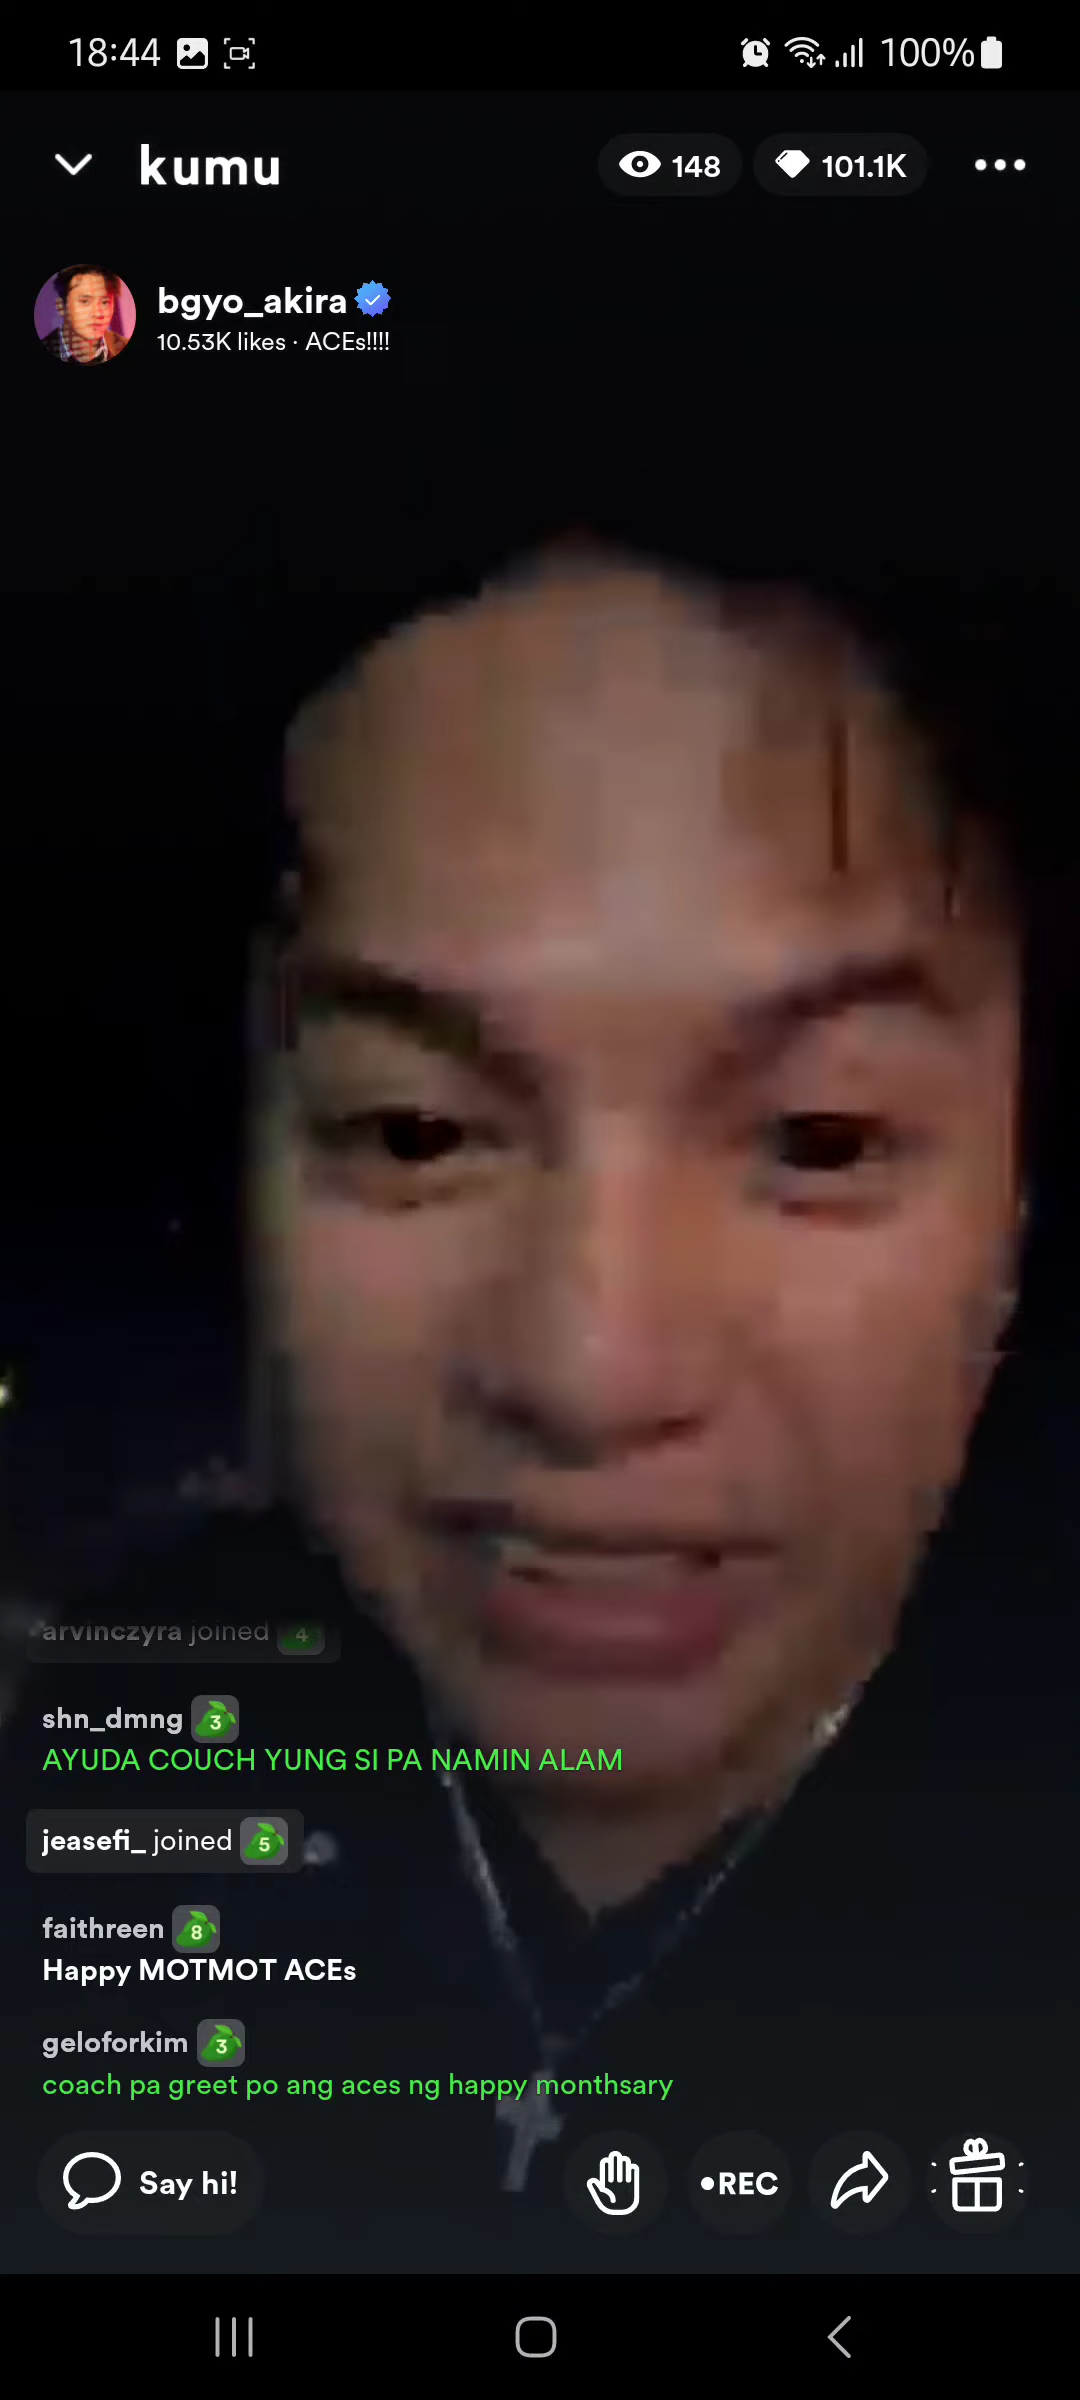 18:44 100%
kumu 148 101.1K
bgyo_akira
10.53K likes · ACEs!!!!
arvinczyra joined 4
shn_dmng 3
AYUDA COUCH YUNG SI PA NAMIN ALAM
jeasefi_ joined 5
faithreen 8
Happy MOTMOT ACEs
geloforkim 3
coach pa greet po ang aces ng happy monthsary
Say hi! •REC